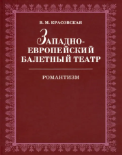 В. М. КРАСОВСКАЯ
ЗАПАДНО-
ЕВРОПЕЙСКИЙ
БАЛЕТНЫЙ ТЕАТР
РОМАНТИЗМ